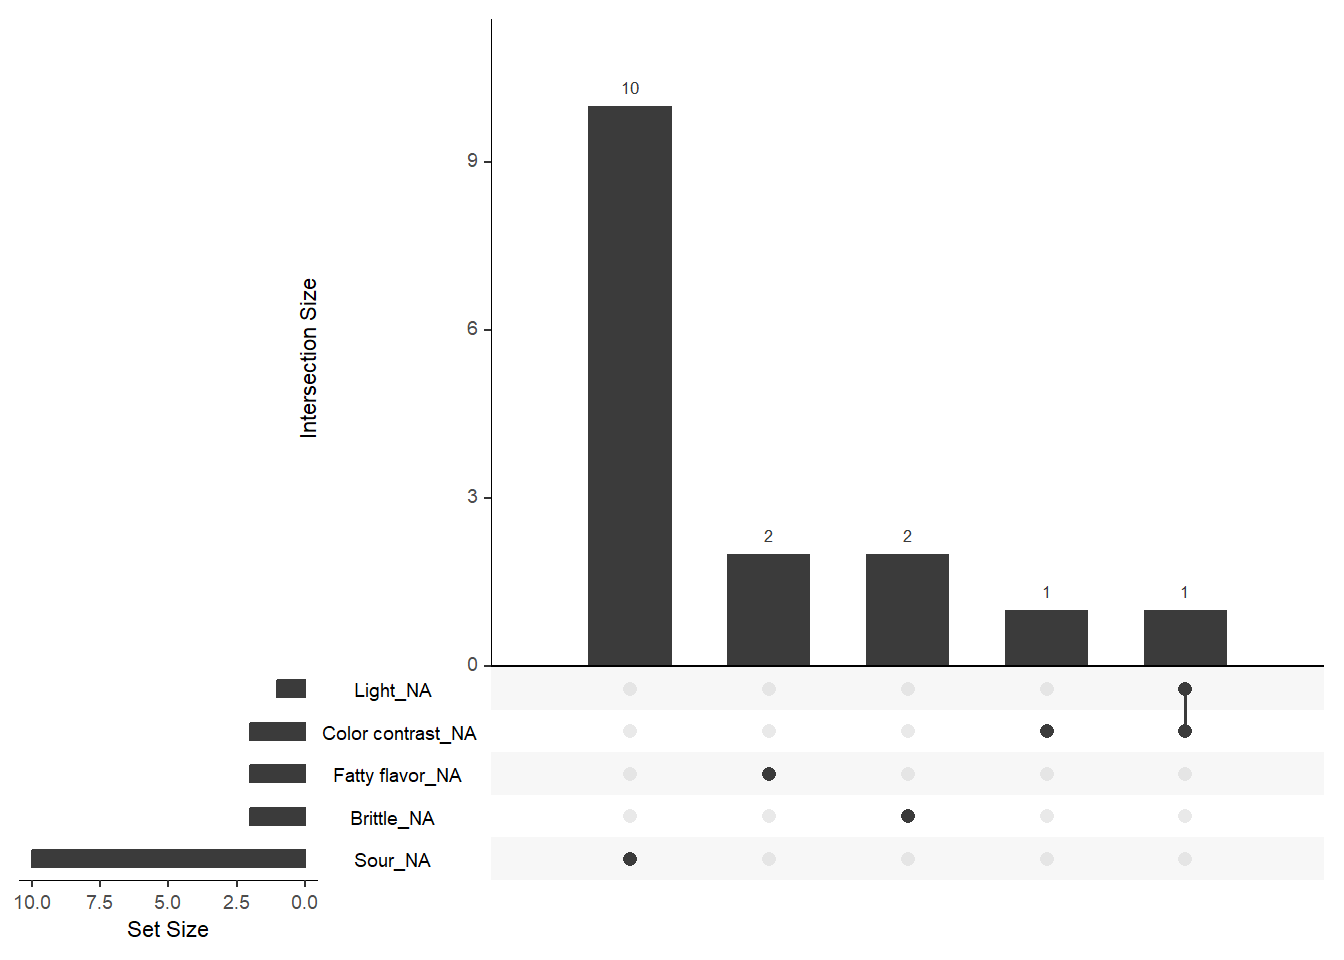 10
9
Intersection Size
6
3
2
2
1
1
0
Light_NA
Color contrast_NA
Fatty flavor_NA
Brittle_NA
Sour_NA
10.0 7.5 5.0 2.5 0.0
Set Size